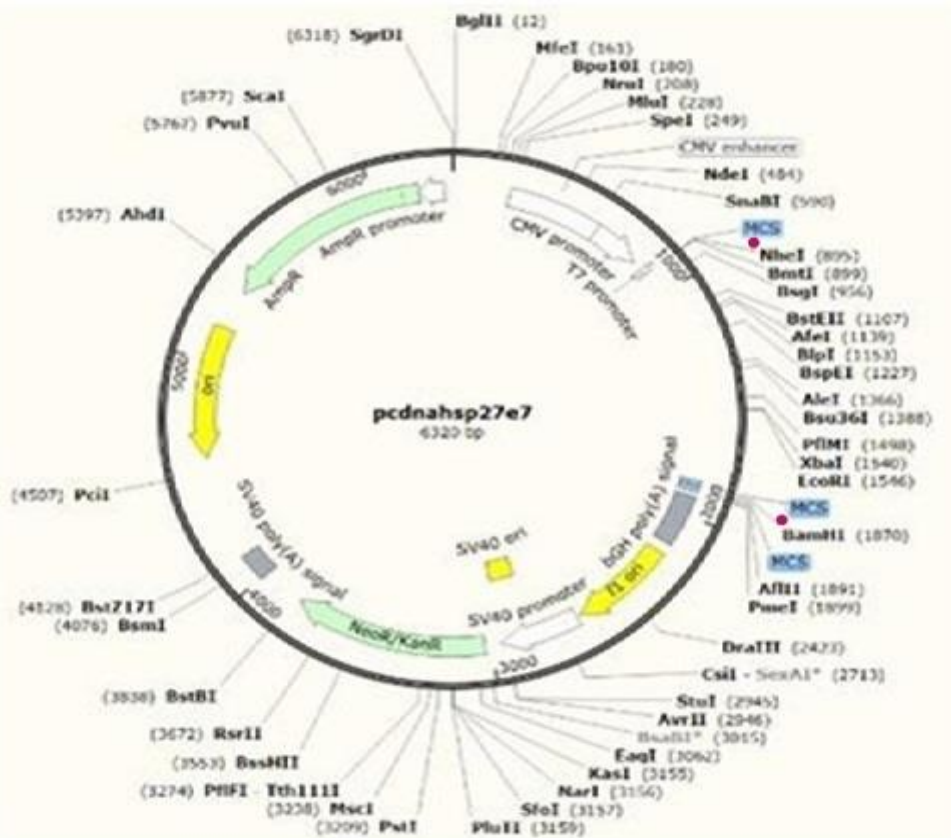 (6318) SgrDI
BglII (12)
MfeI (161)
Bpu10I (180)
NruI (208)
MluI (228)
SpeI (249)
CMV enhancer
NdeI (484)
SnaBI (590)
MCS
NheI (895)
BmtI (899)
BsgI (956)
BstEII (1107)
AfeI (1139)
BlpI (1153)
BspEI (1227)
AleI (1366)
Bsu36I (1388)
PflMI (1498)
XbaI (1540)
EcoRI (1546)
MCS
BamHI (1870)
MCS
AflII (1891)
PmeI (1899)
DraIII (2423)
CsiI - SexAI* (2713)
StuI (2945)
AvrII (2946)
BsaBI* (3015)
EagI (3062)
KasI (3155)
NarI (3156)
SfoI (3157)
PluTI (3159)
(3209) PstI
(3238) MscI
(3274) PflFI - Tth111I
(3553) BssHII
(3672) RsrII
(3838) BstBI
(4076) BsmI
(4128) BstZ17I
(4507) PciI
(5397) AhdI
(5767) PvuI
(5877) ScaI
6000
1000
2000
3000
4000
5000
AmpR promoter
AmpR
CMV promoter
T7 promoter
ori
pcdnahsp27e7
6320 bp
bGH poly(A) signal
f1 ori
SV40 ori
SV40 promoter
NeoR/KanR
SV40 poly(A) signal